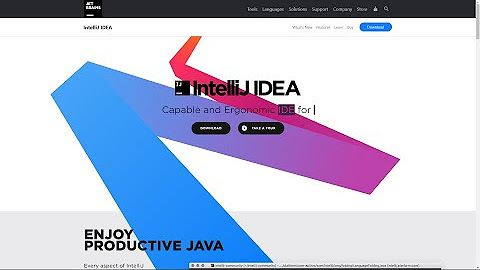 JET
BRAINS
Tools Languages Solutions Support Company Store
IntelliJ IDEA
What's New Features Learn Buy Download
IntelliJ IDEA
Capable and Ergonomic IDE for
DOWNLOAD
TAKE A TOUR
ENJOY
PRODUCTIVE JAVA
Every aspect of IntelliJ